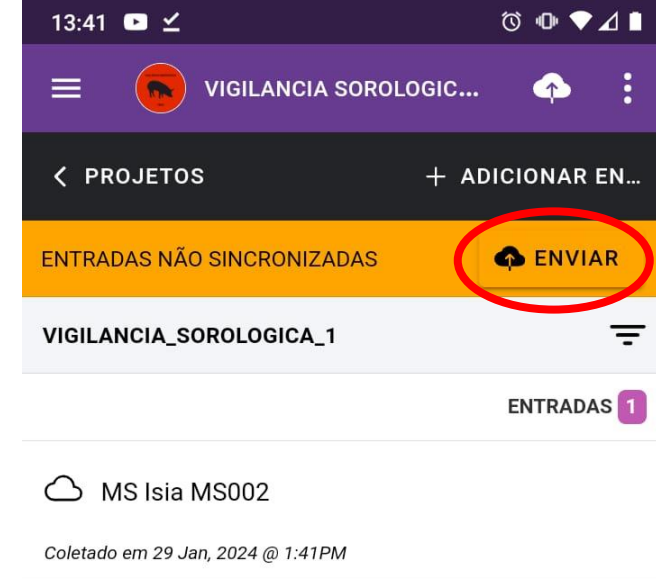 13:41
VIGILANCIA SOROLOGIC...
PROJETOS
+ ADICIONAR EN...
ENTRADAS NÃO SINCRONIZADAS
ENVIAR
VIGILANCIA_SOROLOGICA_1
ENTRADAS 1
MS Isia MS002
Coletado em 29 Jan, 2024 @ 1:41PM